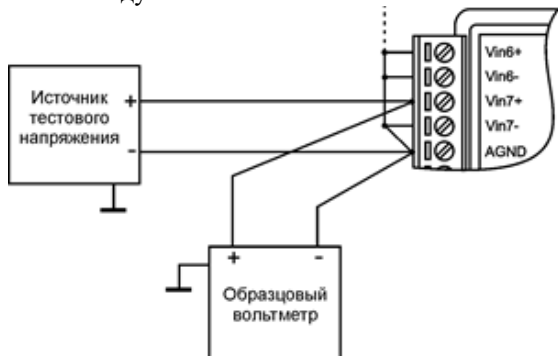 Источник
тестового
напряжения
+
-
Vin6+
Vin6-
Vin7+
Vin7-
AGND
+ -
Образцовый
вольтметр